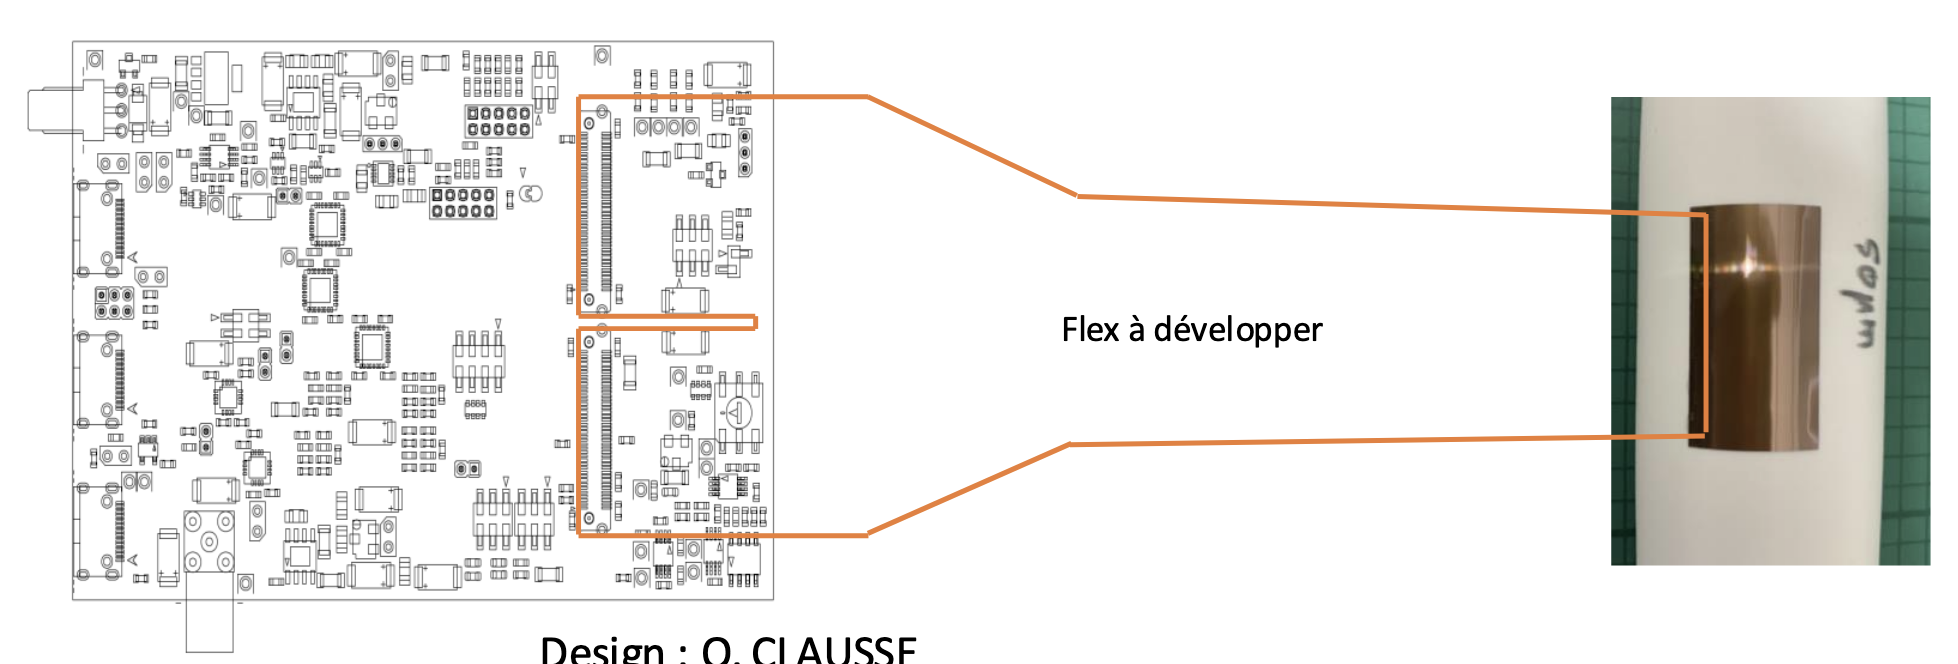 Flex à développer
50µm
Design : O. CLAUSSE